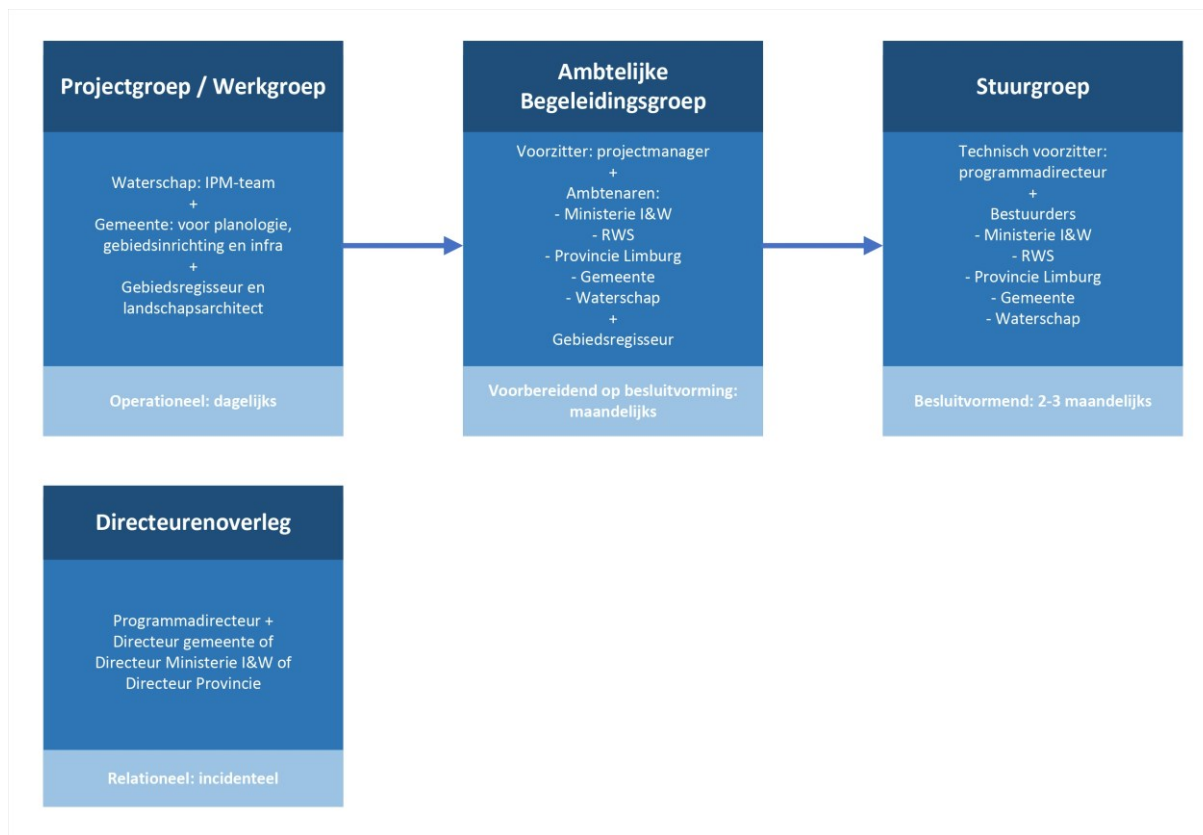 Projectgroep / Werkgroep
Waterschap: IPM-team
+
Gemeente: voor planologie,
gebiedsinrichting en infra
+
Gebiedsregisseur en
landschapsarchitect
Operationeel: dagelijks
Ambtelijke
Begeleidingsgroep
Voorzitter: projectmanager
+
Ambtenaren:
- Ministerie I&W
- RWS
- Provincie Limburg
- Gemeente
- Waterschap
+
Gebiedsregisseur
Voorbereidend op besluitvorming:
maandelijks
Stuurgroep
Technisch voorzitter:
programmadirecteur
+
Bestuurders
- Ministerie I&W
- RWS
- Provincie Limburg
- Gemeente
- Waterschap
Besluitvormend: 2-3 maandelijks
Directeurenoverleg
Programmadirecteur +
Directeur gemeente of
Directeur Ministerie I&W of
Directeur Provincie
Relationeel: incidenteel